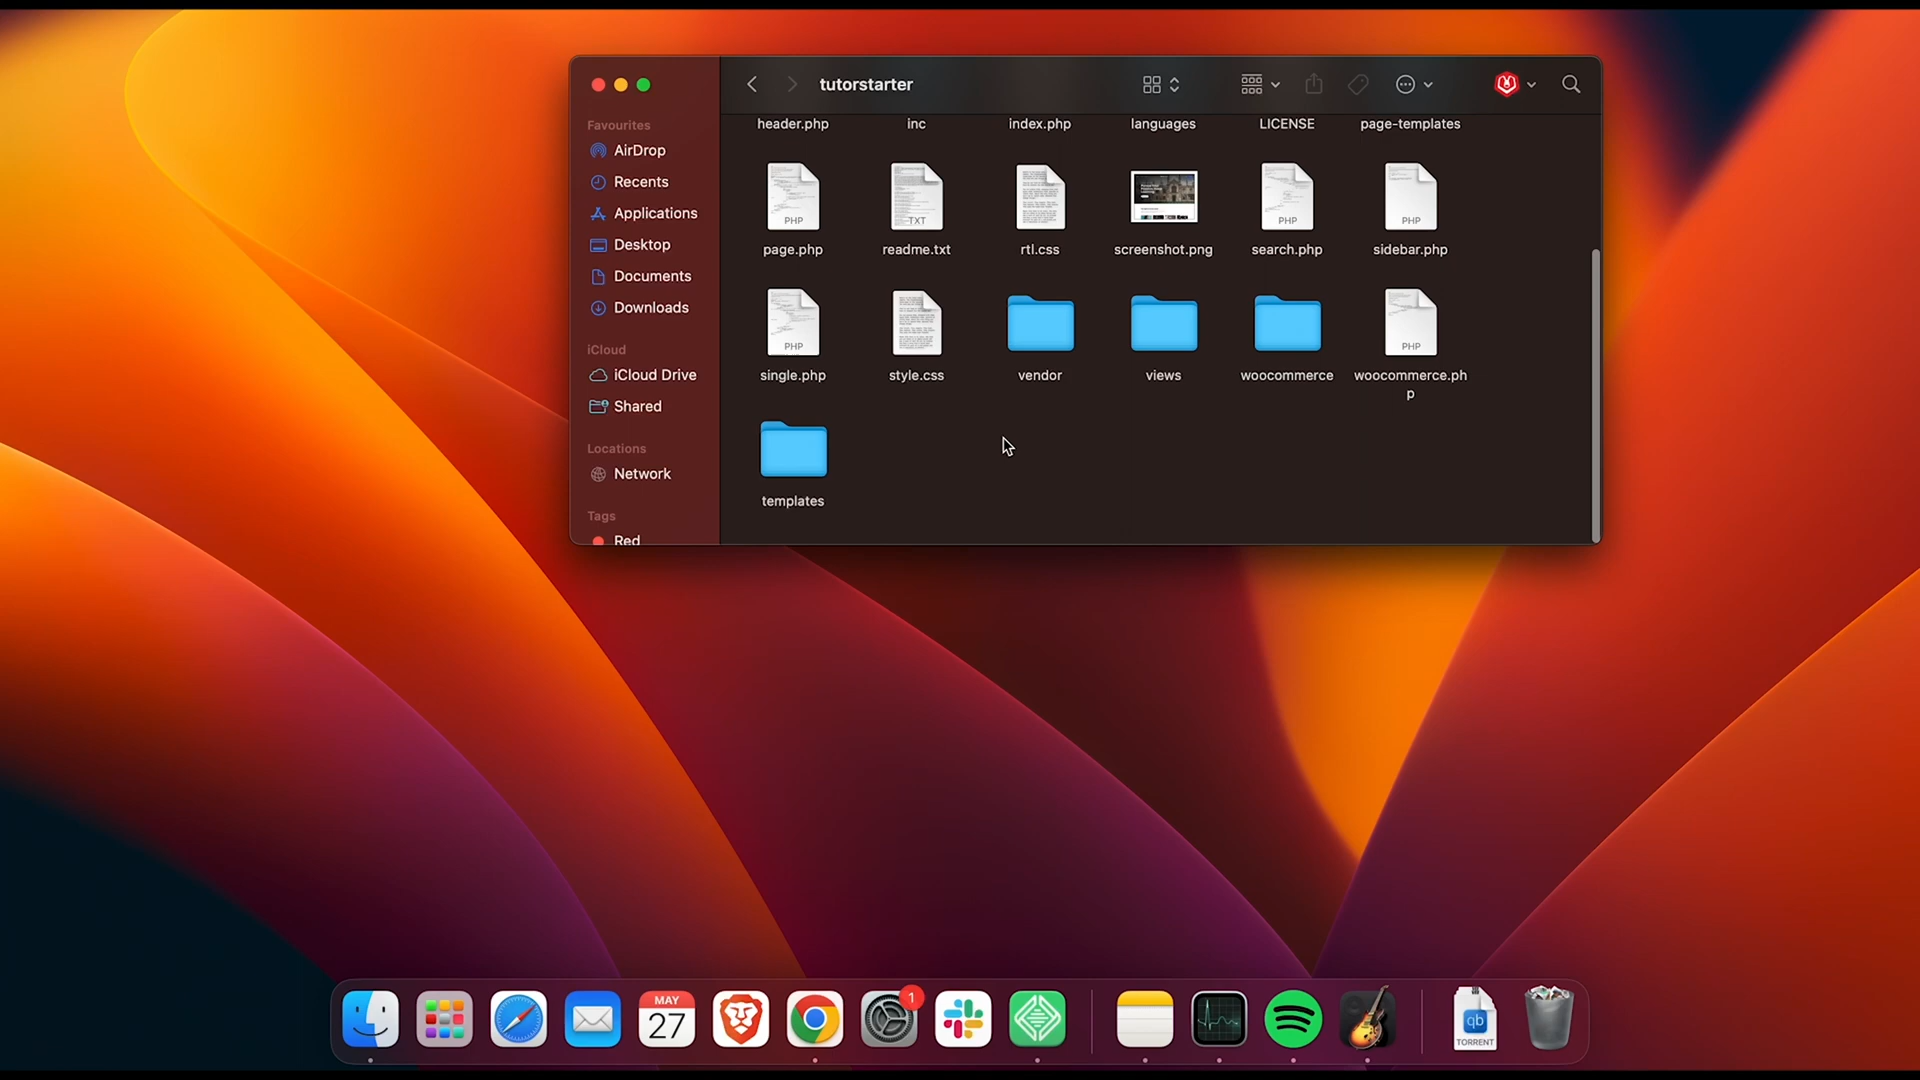 tutorstarter
Favourites
AirDrop
Recents
Applications
Desktop
Documents
Downloads
iCloud
iCloud Drive
Shared
Locations
Network
Tags
Red
header.php
inc
index.php
languages
LICENSE
page-templates
PHP
TXT
PHP
PHP
page.php
readme.txt
rtl.css
screenshot.png
search.php
sidebar.php
PHP
PHP
single.php
style.css
vendor
views
woocommerce
woocommerce.ph
p
templates
MAY
27
1
qb
TORRENT